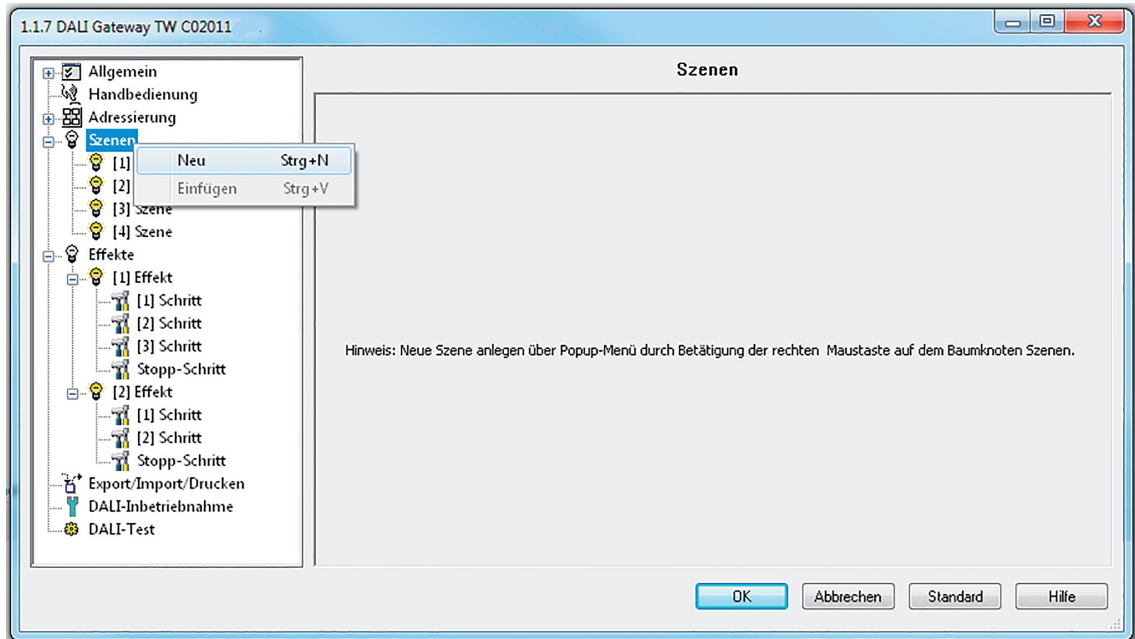 1.1.7 DALI Gateway TW C02011
Allgemein
Handbedienung
Adressierung
Szenen
[1]
[2]
[3] Szene
[4] Szene
Neu Strg+N
Einfügen Strg+V
Effekte
[1] Effekt
[1] Schritt
[2] Schritt
[3] Schritt
Stopp-Schritt
[2] Effekt
[1] Schritt
[2] Schritt
Stopp-Schritt
Export/Import/Drucken
DALI-Inbetriebnahme
DALI-Test
Szenen
Hinweis: Neue Szene anlegen über Popup-Menü durch Betätigung der rechten Maustaste auf dem Baumknoten Szenen.
OK Abbrechen Standard Hilfe